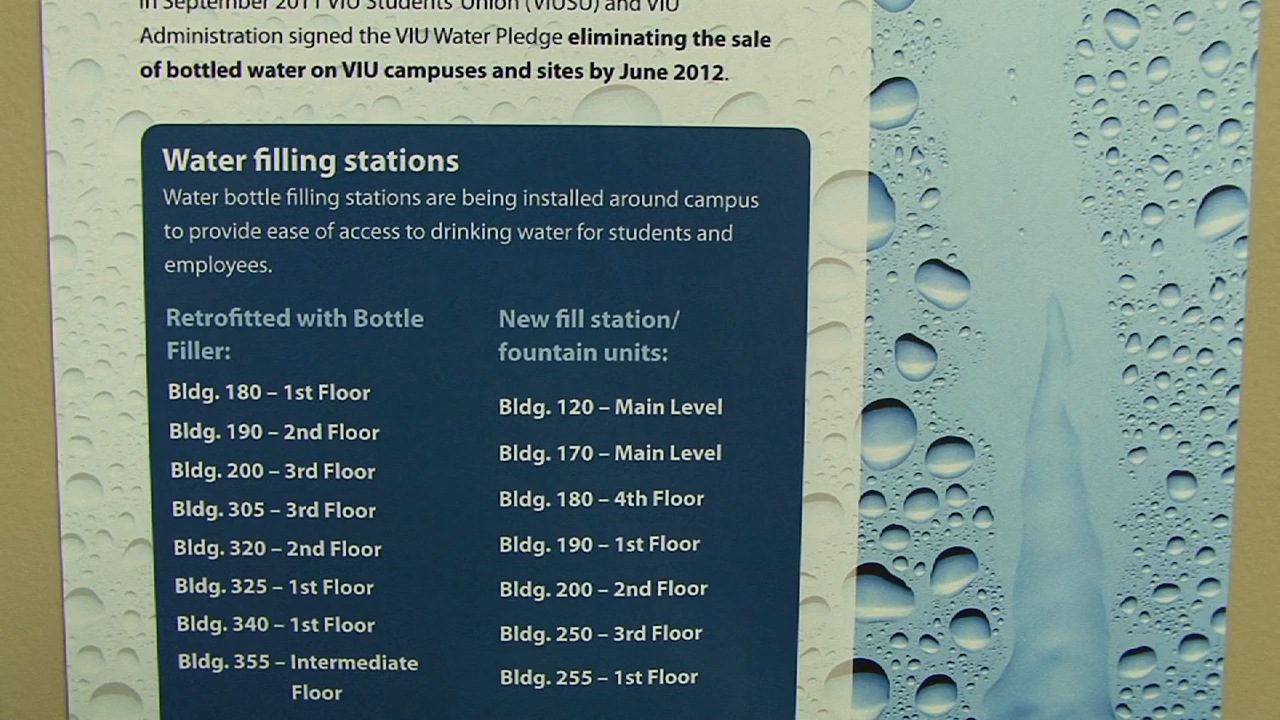 In September 2011 VIU Students' Union (VIUSU) and VIU
Administration signed the VIU Water Pledge eliminating the sale
of bottled water on VIU campuses and sites by June 2012.
Water filling stations
Water bottle filling stations are being installed around campus
to provide ease of access to drinking water for students and
employees.
Retrofitted with Bottle
Filler:
Bldg. 180 – 1st Floor
Bldg. 190 – 2nd Floor
Bldg. 200 – 3rd Floor
Bldg. 305 – 3rd Floor
Bldg. 320 – 2nd Floor
Bldg. 325 – 1st Floor
Bldg. 340 – 1st Floor
Bldg. 355 – Intermediate
Floor
New fill station/
fountain units:
Bldg. 120 – Main Level
Bldg. 170 – Main Level
Bldg. 180 – 4th Floor
Bldg. 190 – 1st Floor
Bldg. 200 – 2nd Floor
Bldg. 250 – 3rd Floor
Bldg. 255 – 1st Floor